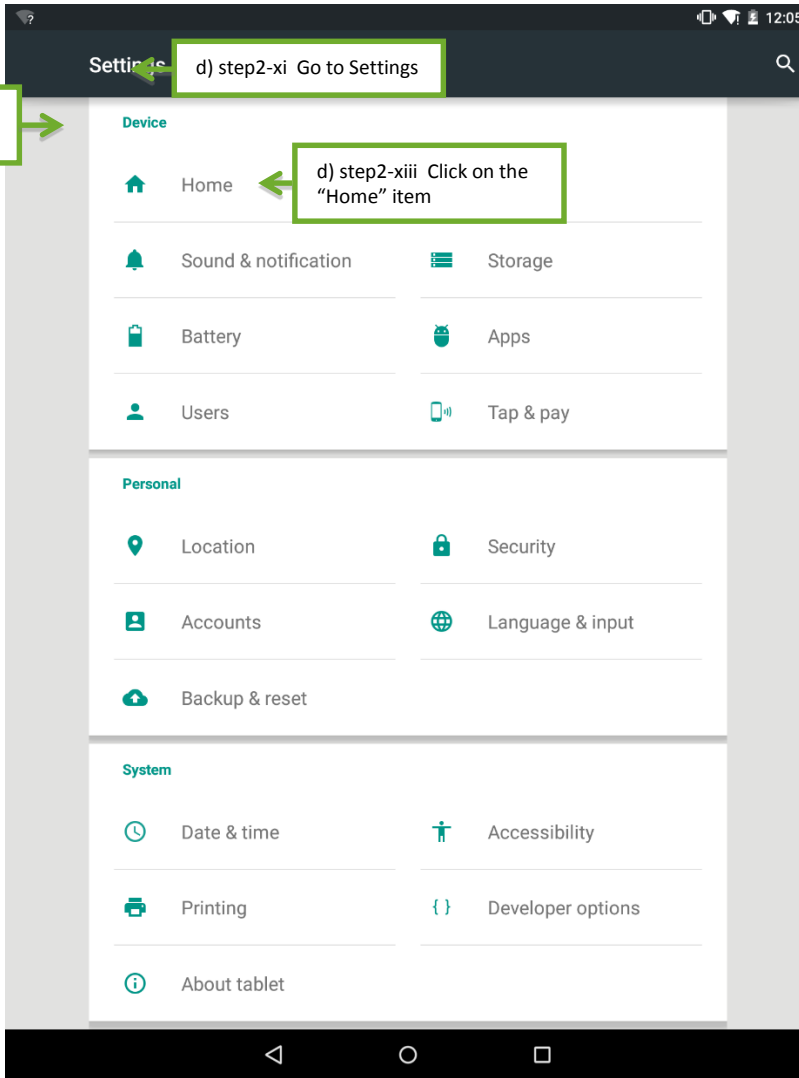 12:05
Settings
d) step2-xi Go to Settings
Device
Home
d) step2-xiii Click on the
“Home” item
Sound & notification
Storage
Battery
Apps
Users
Tap & pay
Personal
Location
Security
Accounts
Language & input
Backup & reset
System
Date & time
Accessibility
Printing
{ } Developer options
About tablet